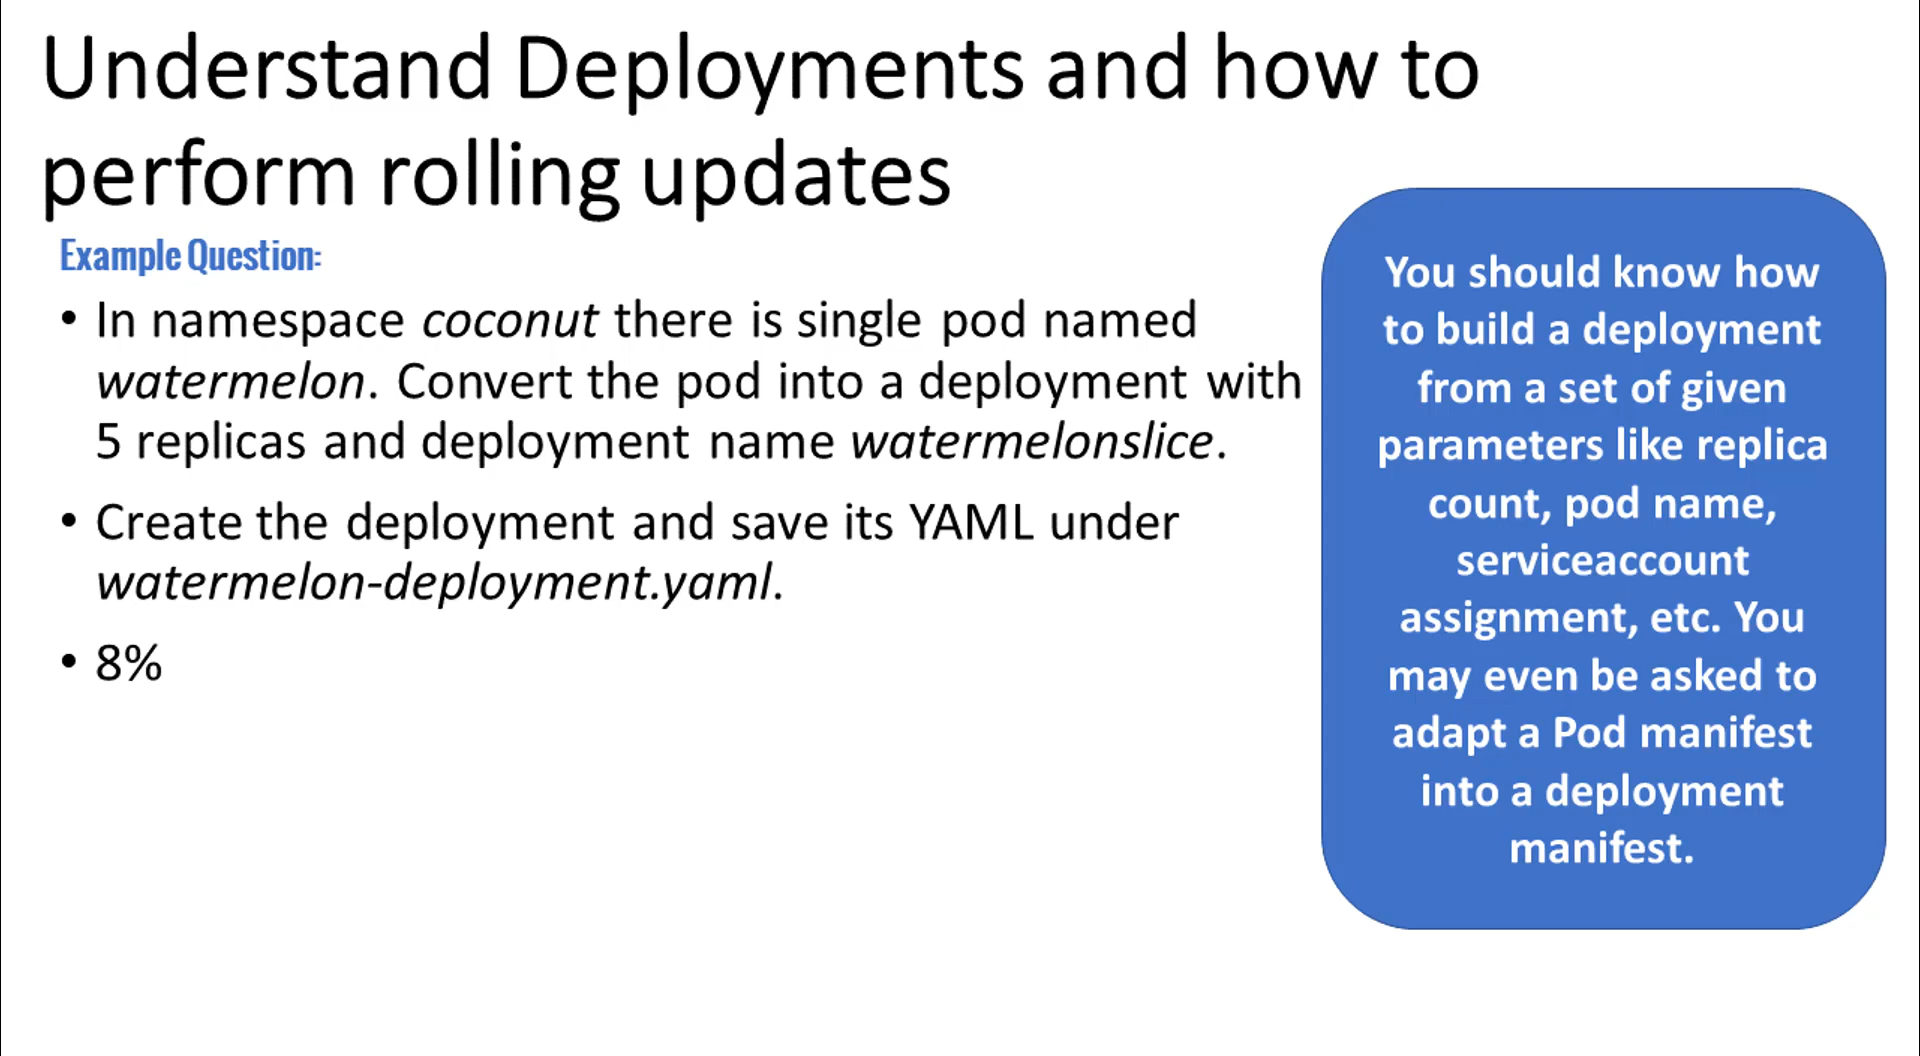 Understand Deployments and how to
perform rolling updates
Example Question:
• In namespace coconut there is single pod named
watermelon. Convert the pod into a deployment with
5 replicas and deployment name watermelonslice.
• Create the deployment and save its YAML under
watermelon-deployment.yaml.
• 8%
You should know how
to build a deployment
from a set of given
parameters like replica
count, pod name,
serviceaccount
assignment, etc. You
may even be asked to
adapt a Pod manifest
into a deployment
manifest.